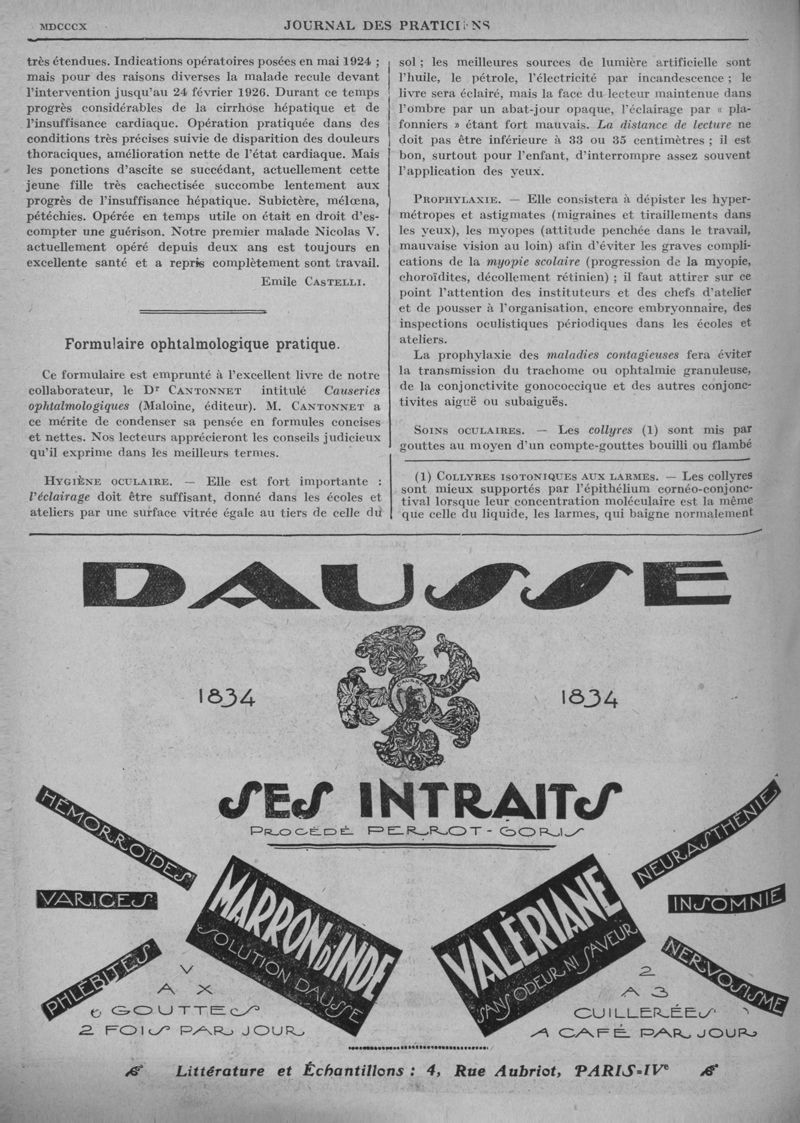 MDCCCX
JOURNAL DES PRATICIENS
très étendues. Indications opératoires posées en mai 1924 ;
mais pour des raisons diverses la malade recule devant
l'intervention jusqu'au 24 février 1926. Durant ce temps
progrès considérables de la cirrhose hépatique et de
l'insuffisance cardiaque. Opération pratiquée dans des
conditions très précises suivie de disparition des douleurs
thoraciques, amélioration nette de l'état cardiaque. Mais
les ponctions d'ascite se succédant, actuellement cette
jeune fille très cachectisée succombe lentement aux
progrès de l'insuffisance hépatique. Subictère, mélœna,
pétéchies. Opérée en temps utile on était en droit d'es-
compter une guérison. Notre premier malade Nicolas V.
actuellement opéré depuis deux ans est toujours en
excellente santé et a repris complètement sont travail.
Emile CASTELLI.
Formulaire ophtalmologique pratique.
Ce formulaire est emprunté à l'excellent livre de notre
collaborateur, le Dr CANTONNET intitulé Causeries
ophtalmologiques (Maloine, éditeur). M. CANTONNET a
ce mérite de condenser sa pensée en formules concises
et nettes. Nos lecteurs apprécieront les conseils judicieux
qu'il exprime dans les meilleurs termes.
HYGIÈNE OCULAIRE. — Elle est fort importante :
l'éclairage doit être suffisant, donné dans les écoles et
ateliers par une surface vitrée égale au tiers de celle du
sol ; les meilleures sources de lumière artificielle sont
l'huile, le pétrole, l'électricité par incandescence ; le
livre sera éclairé, mais la face du lecteur maintenue dans
l'ombre par un abat-jour opaque, l'éclairage par « pla-
fonniers » étant fort mauvais. La distance de lecture ne
doit pas être inférieure à 33 ou 35 centimètres ; il est
bon, surtout pour l'enfant, d'interrompre assez souvent
l'application des yeux.
PROPHYLAXIE. — Elle consistera à dépister les hyper-
métropes et astigmates (migraines et tiraillements dans
les yeux), les myopes (attitude penchée dans le travail,
mauvaise vision au loin) afin d'éviter les graves compli-
cations de la myopie scolaire (progression de la myopie,
choroïdites, décollement rétinien) ; il faut attirer sur ce
point l'attention des instituteurs et des chefs d'atelier
et de pousser à l'organisation, encore embryonnaire, des
inspections oculistiques périodiques dans les écoles et
ateliers.
La prophylaxie des maladies contagieuses fera éviter
la transmission du trachome ou ophtalmie granuleuse,
de la conjonctivite gonococcique et des autres conjonc-
tivites aiguë ou subaiguës.
SOINS OCULAIRES. — Les collyres (1) sont mis par
gouttes au moyen d'un compte-gouttes bouilli ou flambé
(1) COLLYRES ISOTONIQUES AUX LARMES. — Les collyres
sont mieux supportés par l'épithélium cornéo-conjonc-
tival lorsque leur concentration moléculaire est la même
que celle du liquide, les larmes, qui baigne normalement
DAUSSE
1834
DAUSSE
1834
SES INTRAITS
PROCÉDÉ PERROT-GORIS
HÉMORROÏDES
VARICES
PHLÉBITES
MARRON D'INDE
SOLUTION DAUSSE
V
A X
6 GOUTTES
2 FOIS PAR JOUR
VALÉRIANE
SANS ODEUR NI SAVEUR
NEURASTHÉNIE
INSOMNIE
NERVOSISME
2
A 3
CUILLERÉES
A CAFÉ PAR JOUR
Littérature et Échantillons : 4, Rue Aubriot, PARIS-IVe